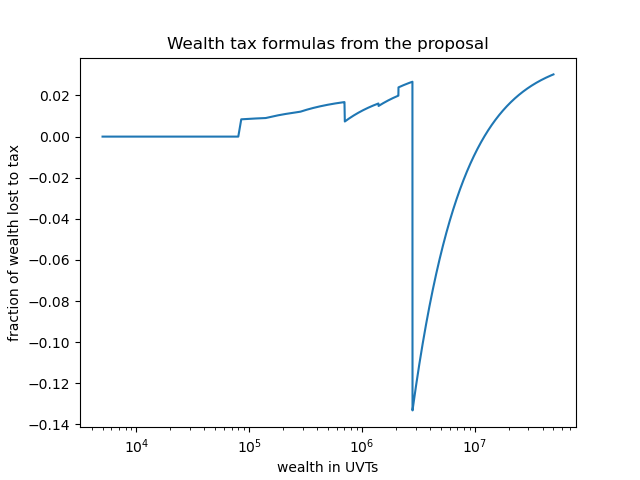 Wealth tax formulas from the proposal
fraction of wealth lost to tax
0.02
0.00
−0.02
−0.04
−0.06
−0.08
−0.10
−0.12
−0.14
10⁴ 10⁵ 10⁶ 10⁷
wealth in UVTs